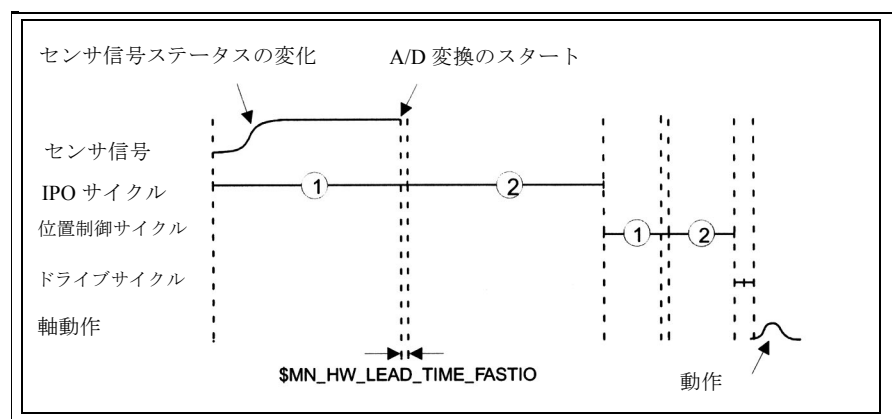 センサ信号ステータスの変化
A/D 変換のスタート
センサ信号
IPO サイクル
1
2
位置制御サイクル
1
2
ドライブサイクル
軸動作
$MN_HW_LEAD_TIME_FASTIO
動作